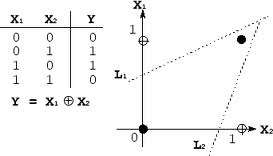 X1 X2 Y
0 0 0
0 1 1
1 0 1
1 1 0
Y = X1 ⊕ X2
X1
1
L1
0
L2
1
X2